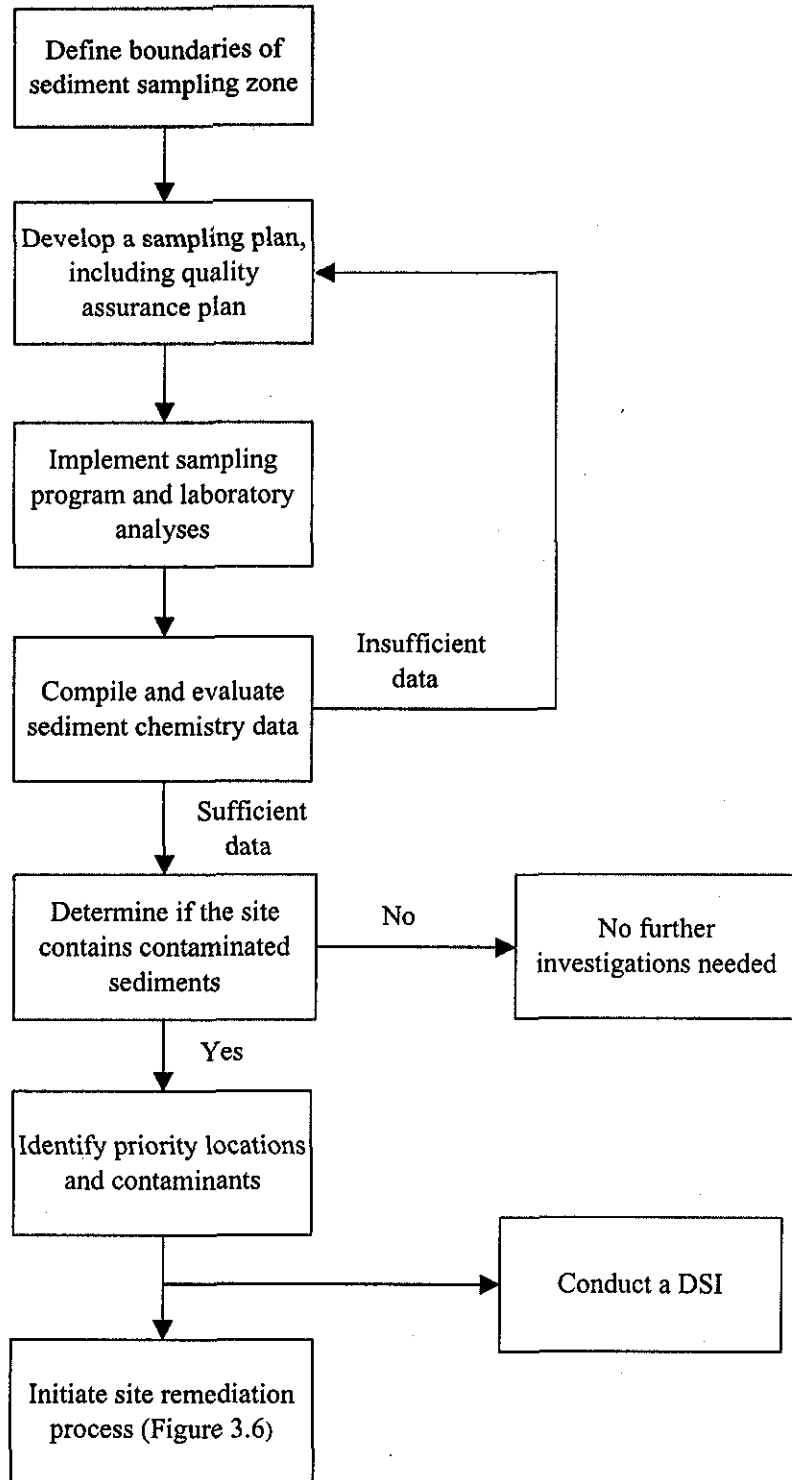 Define boundaries of
sediment sampling zone
Develop a sampling plan,
including quality
assurance plan
Implement sampling
program and laboratory
analyses
Insufficient
data
Compile and evaluate
sediment chemistry data
Sufficient
data
Determine if the site
contains contaminated
sediments
No
No further
investigations needed
Yes
Identify priority locations
and contaminants
Conduct a DSI
Initiate site remediation
process (Figure 3.6)